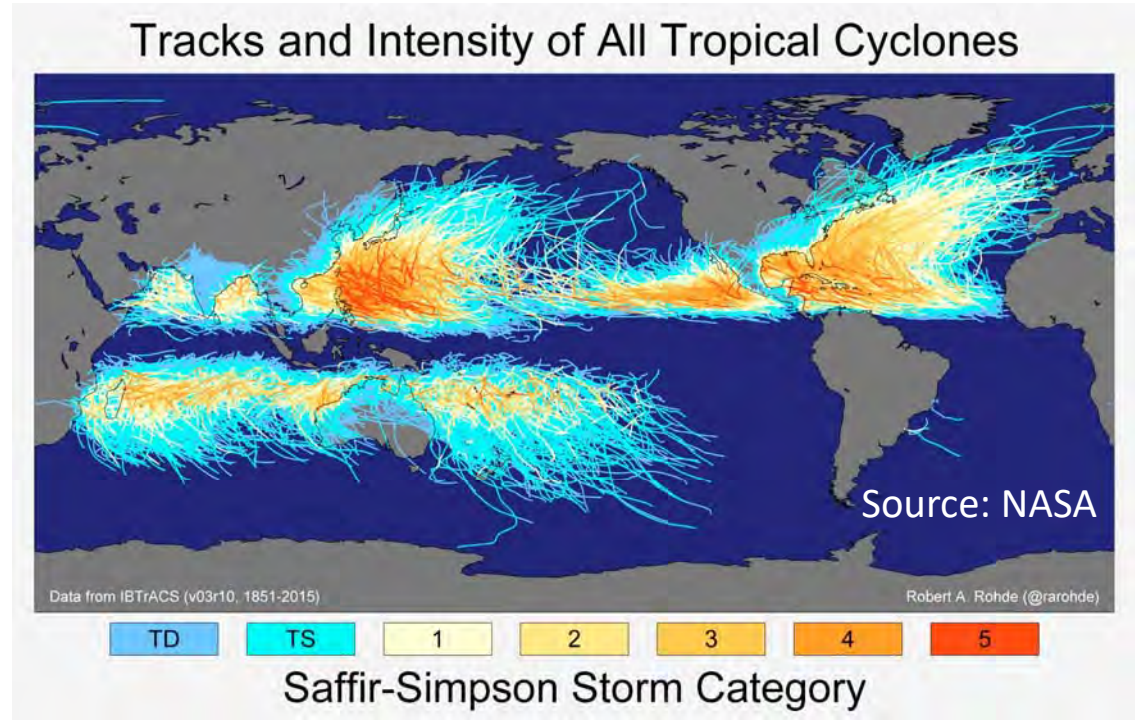 Tracks and Intensity of All Tropical Cyclones
Source: NASA
Data from IBTrACS (v03r10, 1851-2015)
Robert A. Rohde (@rarohde)
TD
TS
1
2
3
4
5
Saffir-Simpson Storm Category